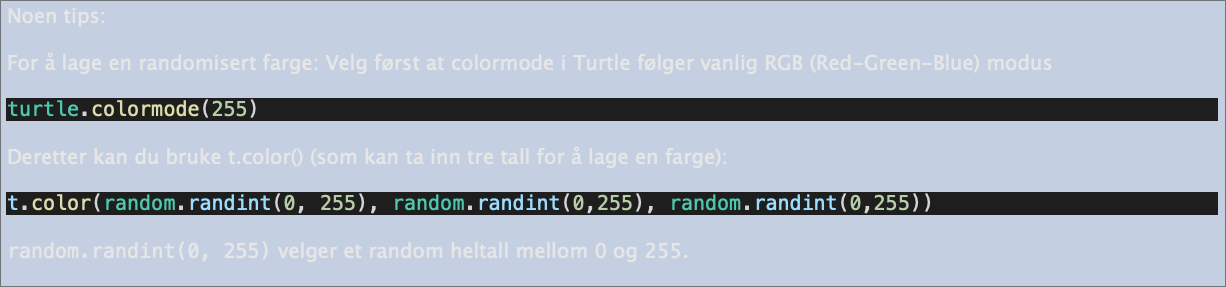 Noen tips:
For å lage en randomisert farge: Velg først at colormode i Turtle følger vanlig RGB (Red-Green-Blue) modus
turtle.colormode(255)
Deretter kan du bruke t.color() (som kan ta inn tre tall for å lage en farge):
t.color(random.randint(0, 255), random.randint(0,255), random.randint(0,255))
random.randint(0, 255) velger et random heltall mellom 0 og 255.